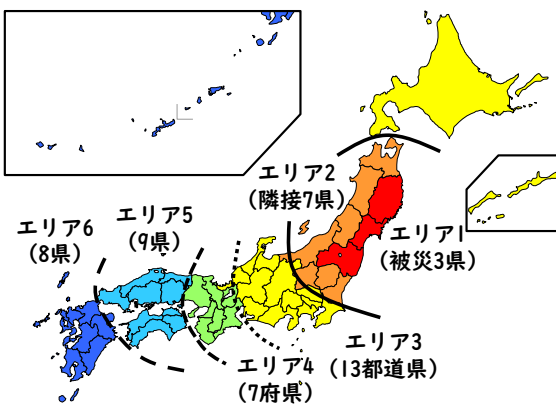 エリア2
(隣接7県)
エリア5
(9県)
エリア6
(8県)
エリア1
(被災3県)
エリア3
(13都道県)
エリア4
(7府県)